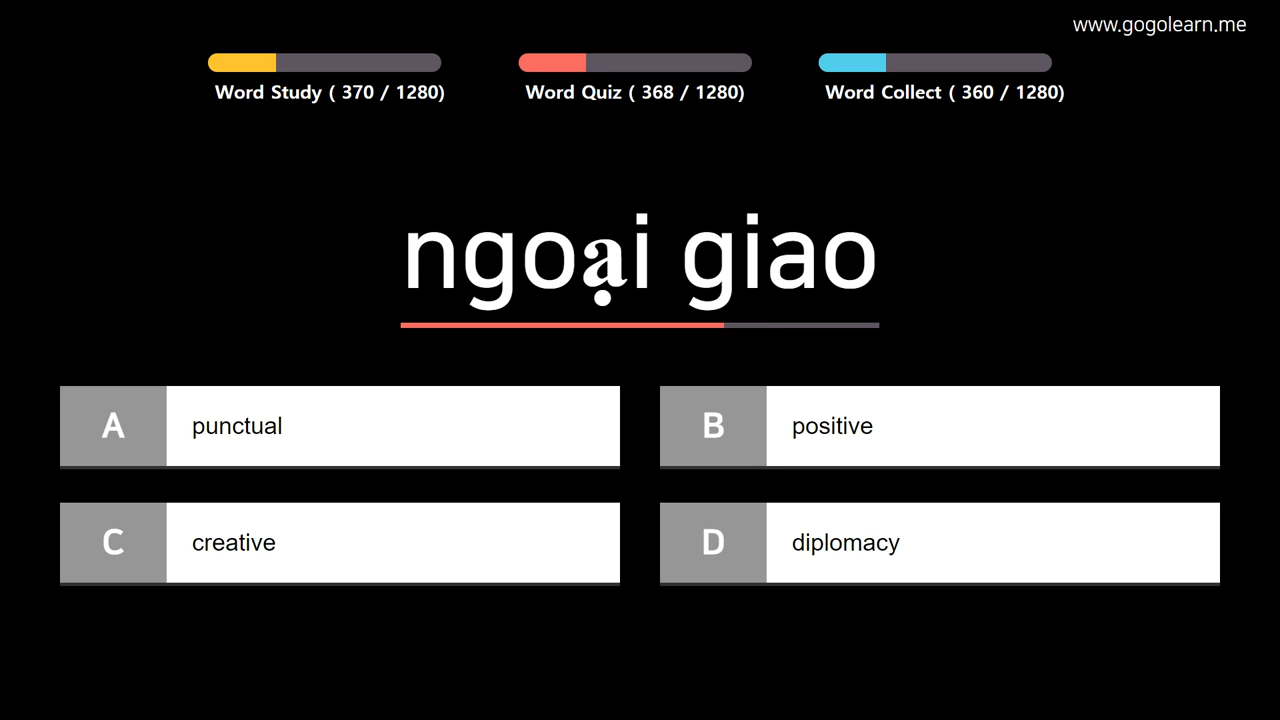 www.gogolearn.me
Word Study ( 370 / 1280)
Word Quiz ( 368 / 1280)
Word Collect ( 360 / 1280)
ngoại giao
A punctual
B positive
C creative
D diplomacy